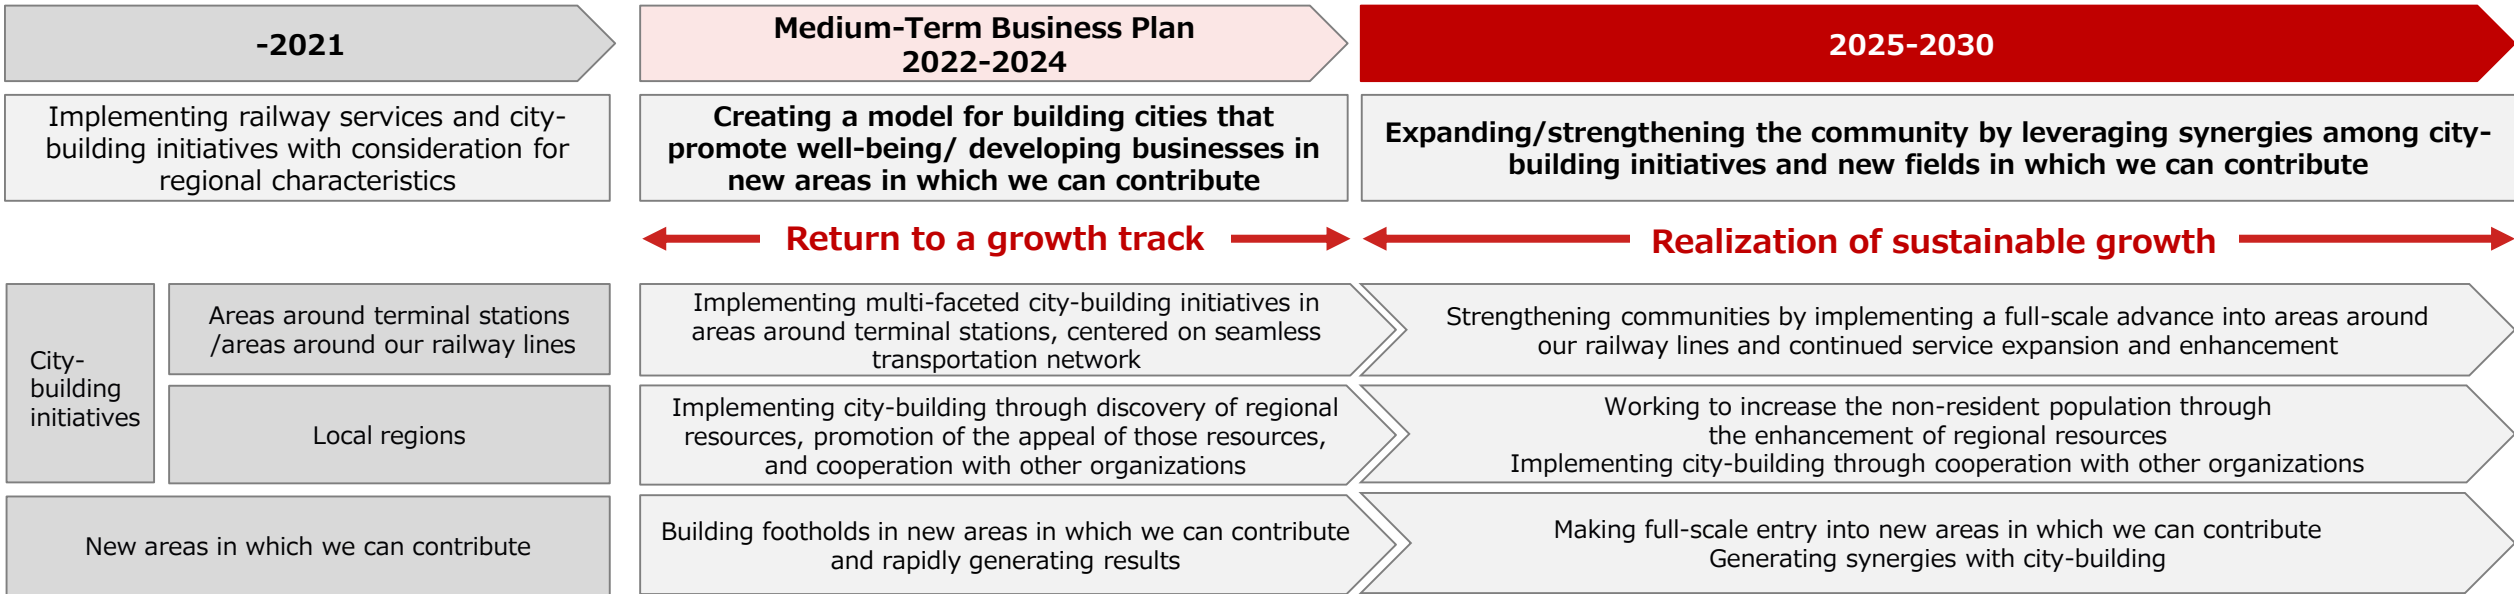 -2021
Medium-Term Business Plan
2022-2024
2025-2030
Implementing railway services and city-
building initiatives with consideration for
regional characteristics
Creating a model for building cities that
promote well-being/ developing businesses in
new areas in which we can contribute
Expanding/strengthening the community by leveraging synergies among city-
building initiatives and new fields in which we can contribute
Return to a growth track
Realization of sustainable growth
City-
building
initiatives
Areas around terminal stations
/areas around our railway lines
Implementing multi-faceted city-building initiatives in
areas around terminal stations, centered on seamless
transportation network
Strengthening communities by implementing a full-scale advance into areas around
our railway lines and continued service expansion and enhancement
Local regions
Implementing city-building through discovery of regional
resources, promotion of the appeal of those resources,
and cooperation with other organizations
Working to increase the non-resident population through
the enhancement of regional resources
Implementing city-building through cooperation with other organizations
New areas in which we can contribute
Building footholds in new areas in which we can contribute
and rapidly generating results
Making full-scale entry into new areas in which we can contribute
Generating synergies with city-building